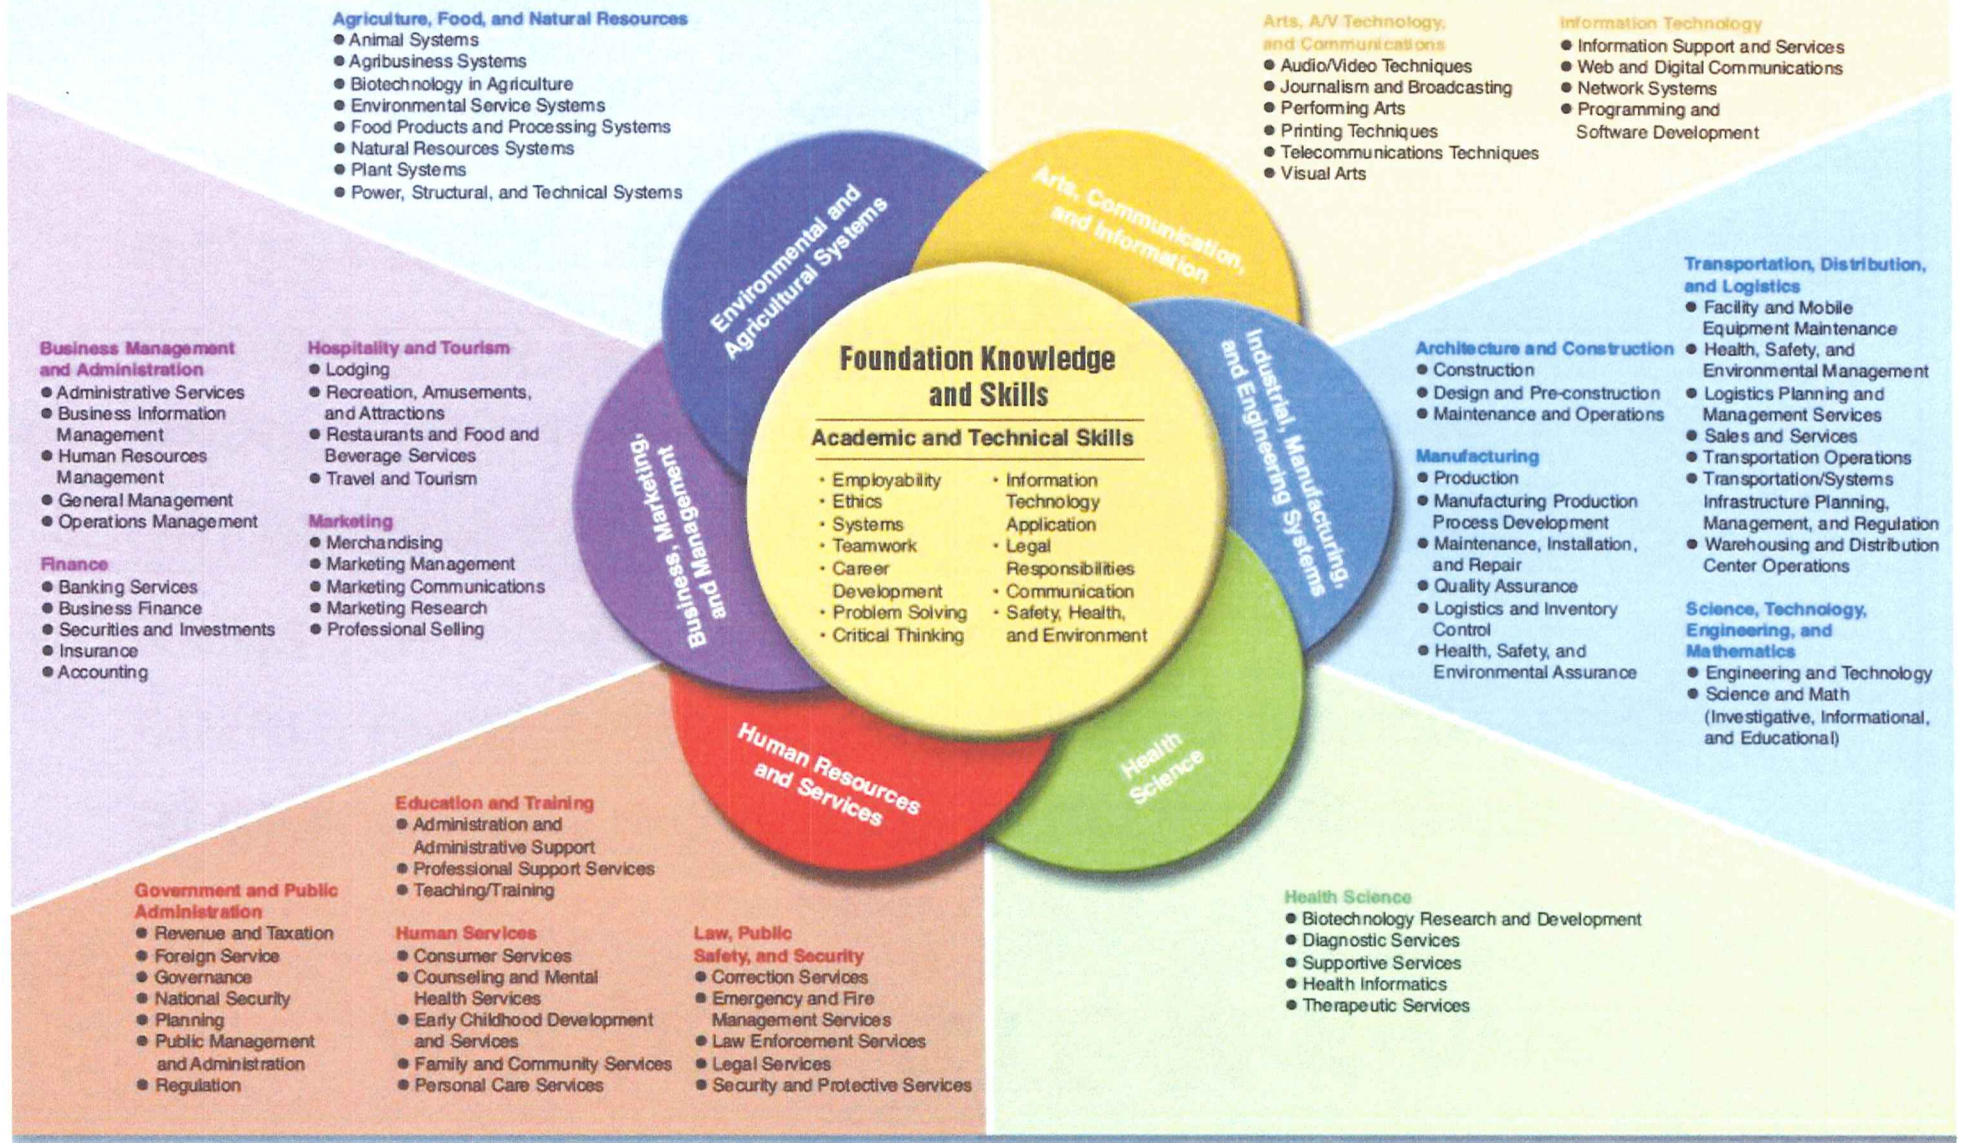 Agriculture, Food, and Natural Resources
● Animal Systems
● Agribusiness Systems
● Biotechnology in Agriculture
● Environmental Service Systems
● Food Products and Processing Systems
● Natural Resources Systems
● Plant Systems
● Power, Structural, and Technical Systems
Arts, A/V Technology,
and Communications
● Audio/Video Techniques
● Journalism and Broadcasting
● Performing Arts
● Printing Techniques
● Telecommunications Techniques
● Visual Arts
Information Technology
● Information Support and Services
● Web and Digital Communications
● Network Systems
● Programming and
Software Development
Environmental and
Agricultural Systems
Arts, Communication,
and Information
Industrial, Manufacturing,
and Engineering Systems
Business, Marketing,
and Management
Human Resources
and Services
Health
Science
Foundation Knowledge
and Skills
Academic and Technical Skills
• Employability
• Ethics
• Systems
• Teamwork
• Career
Development
• Problem Solving
• Critical Thinking
• Information
Technology
Application
• Legal
Responsibilities
• Communication
• Safety, Health,
and Environment
Business Management
and Administration
● Administrative Services
● Business Information
Management
● Human Resources
Management
● General Management
● Operations Management
Finance
● Banking Services
● Business Finance
● Securities and Investments
● Insurance
● Accounting
Hospitality and Tourism
● Lodging
● Recreation, Amusements,
and Attractions
● Restaurants and Food and
Beverage Services
● Travel and Tourism
Marketing
● Merchandising
● Marketing Management
● Marketing Communications
● Marketing Research
● Professional Selling
Architecture and Construction
● Construction
● Design and Pre-construction
● Maintenance and Operations
Manufacturing
● Production
● Manufacturing Production
Process Development
● Maintenance, Installation,
and Repair
● Quality Assurance
● Logistics and Inventory
Control
● Health, Safety, and
Environmental Assurance
Transportation, Distribution,
and Logistics
● Facility and Mobile
Equipment Maintenance
● Health, Safety, and
Environmental Management
● Logistics Planning and
Management Services
● Sales and Services
● Transportation Operations
● Transportation/Systems
Infrastructure Planning,
Management, and Regulation
● Warehousing and Distribution
Center Operations
Science, Technology,
Engineering, and
Mathematics
● Engineering and Technology
● Science and Math
(Investigative, Informational,
and Educational)
Education and Training
● Administration and
Administrative Support
● Professional Support Services
● Teaching/Training
Government and Public
Administration
● Revenue and Taxation
● Foreign Service
● Governance
● National Security
● Planning
● Public Management
and Administration
● Regulation
Human Services
● Consumer Services
● Counseling and Mental
Health Services
● Early Childhood Development
and Services
● Family and Community Services
● Personal Care Services
Law, Public
Safety, and Security
● Correction Services
● Emergency and Fire
Management Services
● Law Enforcement Services
● Legal Services
● Security and Protective Services
Health Science
● Biotechnology Research and Development
● Diagnostic Services
● Supportive Services
● Health Informatics
● Therapeutic Services